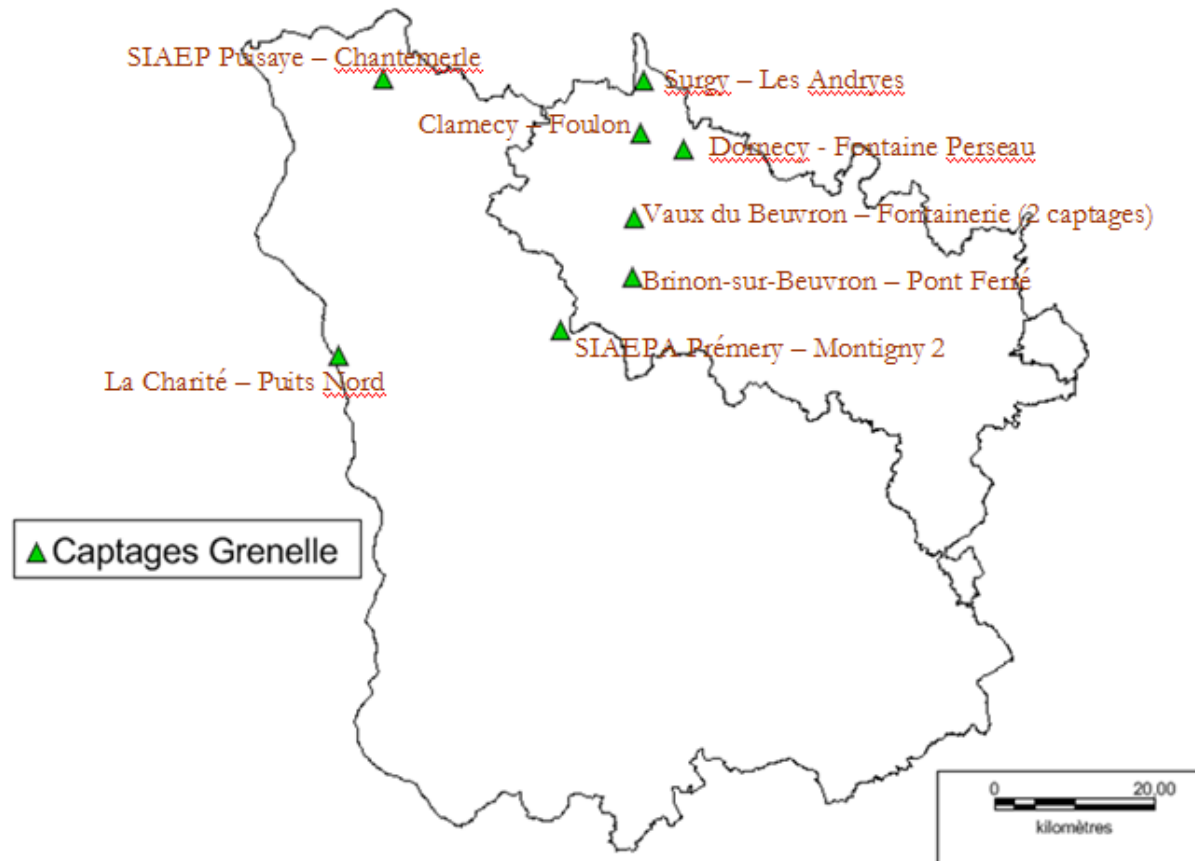 SIAEP Puisaye – Chantemerle
Surgy – Les Andryes
Clamecy – Foulon
Dornecy - Fontaine Perseau
Vaux du Beuvron – Fontainerie (2 captages)
Brinon-sur-Beuvron – Pont Ferré
SIAEPA Prémery – Montigny 2
La Charité – Puits Nord
Captages Grenelle
0 20,00
kilomètres